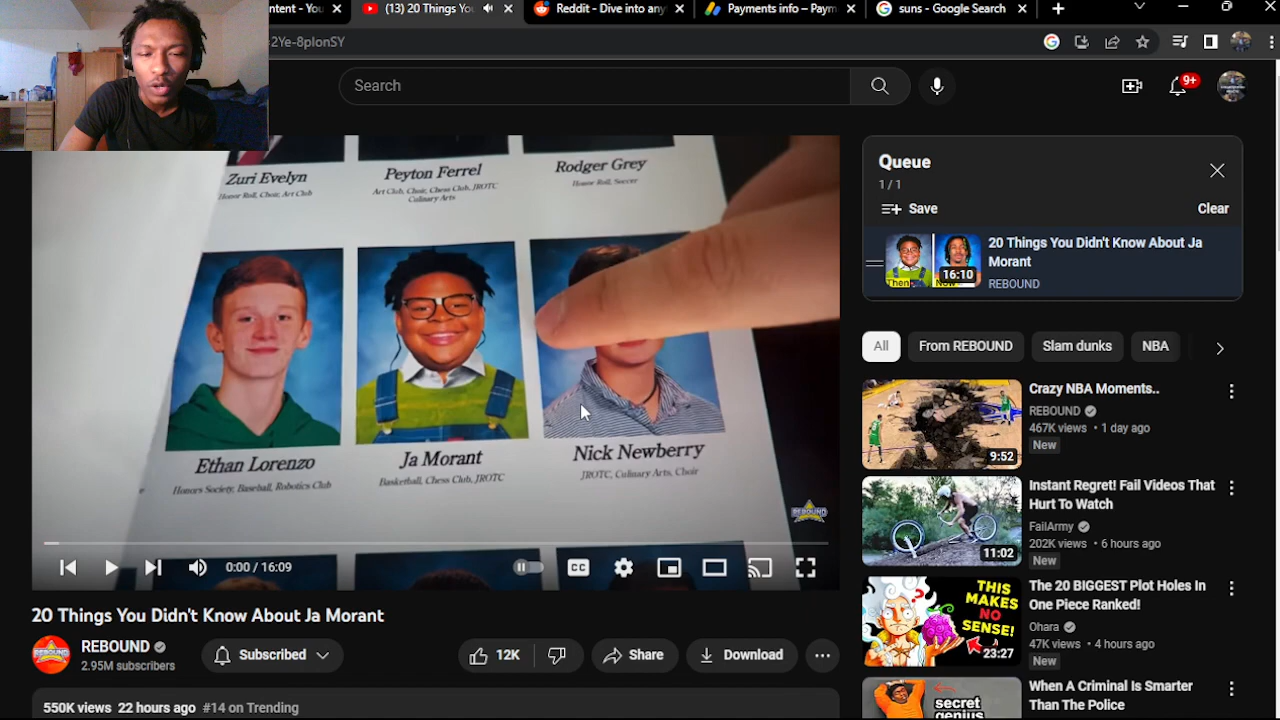 ntent - You
(13) 20 Things You
Reddit - Dive into any
Payments info – Paym
suns - Google Search
=2Ye-8pIonSY
Search
9+
Zuri Evelyn
Honor Roll, Choir, Art Club
Peyton Ferrel
Art Club, Choir, Chess Club, JROTC
Culinary Arts
Rodger Grey
Honor Roll, Soccer
Ethan Lorenzo
Honors Society, Baseball, Robotics Club
Ja Morant
Basketball, Chess Club, JROTC
Nick Newberry
JROTC, Culinary Arts, Choir
REBOUND
0:00 / 16:09
CC
20 Things You Didn't Know About Ja Morant
REBOUND
2.95M subscribers
Subscribed
12K
Share
Download
550K views 22 hours ago #14 on Trending
Queue
1 / 1
Save
Clear
Then
Now
16:10
20 Things You Didn't Know About Ja
Morant
REBOUND
All
From REBOUND
Slam dunks
NBA
Crazy NBA Moments..
REBOUND
467K views • 1 day ago
New
9:52
Instant Regret! Fail Videos That
Hurt To Watch
FailArmy
202K views • 6 hours ago
New
11:02
THIS
MAKES
NO
SENSE!
23:27
The 20 BIGGEST Plot Holes In
One Piece Ranked!
Ohara
47K views • 4 hours ago
New
secret
genius
When A Criminal Is Smarter
Than The Police